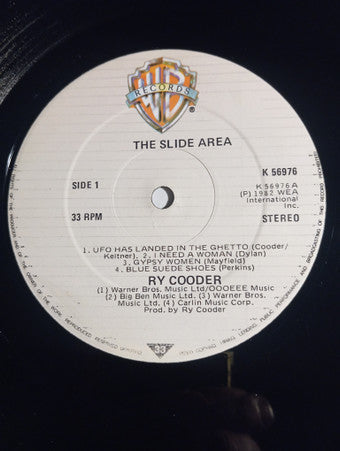 WB
RECORDS
THE SLIDE AREA
SIDE 1
K 56976
K 56976 A
(P) 1982 WEA
International
Inc.
33 RPM
STEREO
1. UFO HAS LANDED IN THE GHETTO (Cooder/
Keltner), 2. I NEED A WOMAN (Dylan)
3. GYPSY WOMEN (Mayfield)
4. BLUE SUEDE SHOES (Perkins)
RY COODER
(1) Warner Bros. Music Ltd/OOOEEE Music
(2) Big Ben Music Ltd. (3) Warner Bros.
Music Ltd. (4) Carlin Music Corp.
Prod. by Ry Cooder
33